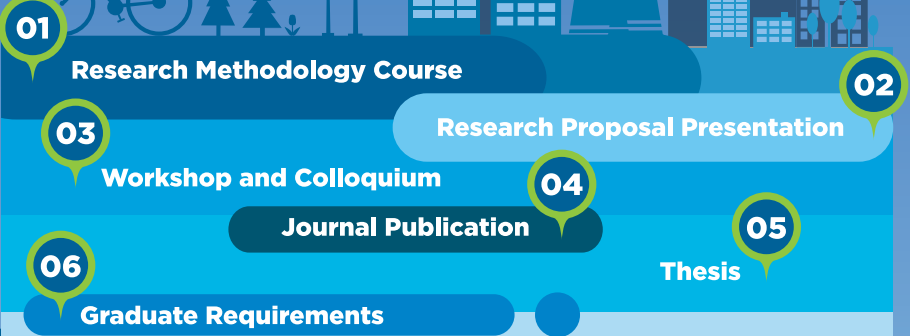 01
Research Methodology Course
02
Research Proposal Presentation
03
Workshop and Colloquium
04
Journal Publication
05
Thesis
06
Graduate Requirements